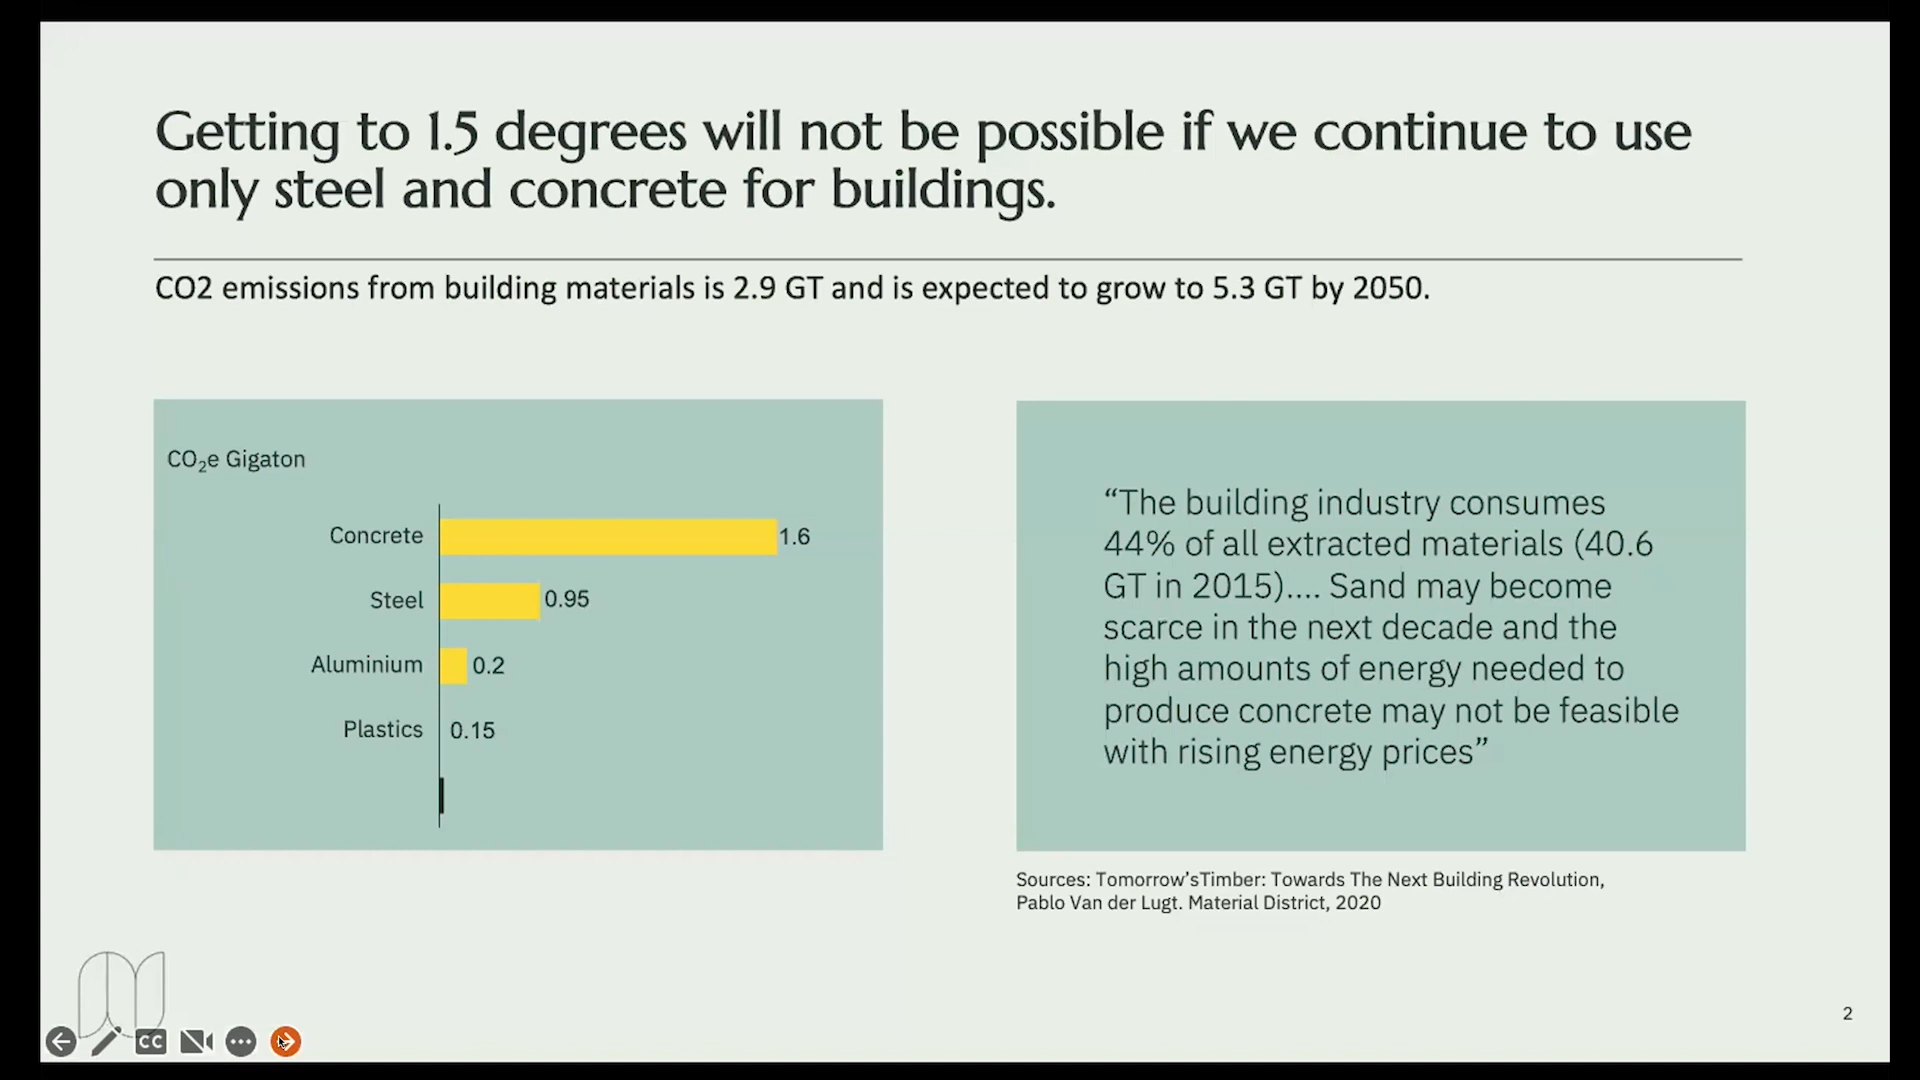 Getting to 1.5 degrees will not be possible if we continue to use
only steel and concrete for buildings.
CO2 emissions from building materials is 2.9 GT and is expected to grow to 5.3 GT by 2050.
CO₂e Gigaton
Concrete 1.6
Steel 0.95
Aluminium 0.2
Plastics 0.15
“The building industry consumes
44% of all extracted materials (40.6
GT in 2015)…. Sand may become
scarce in the next decade and the
high amounts of energy needed to
produce concrete may not be feasible
with rising energy prices”
Sources: Tomorrow’sTimber: Towards The Next Building Revolution,
Pablo Van der Lugt. Material District, 2020
2
CC